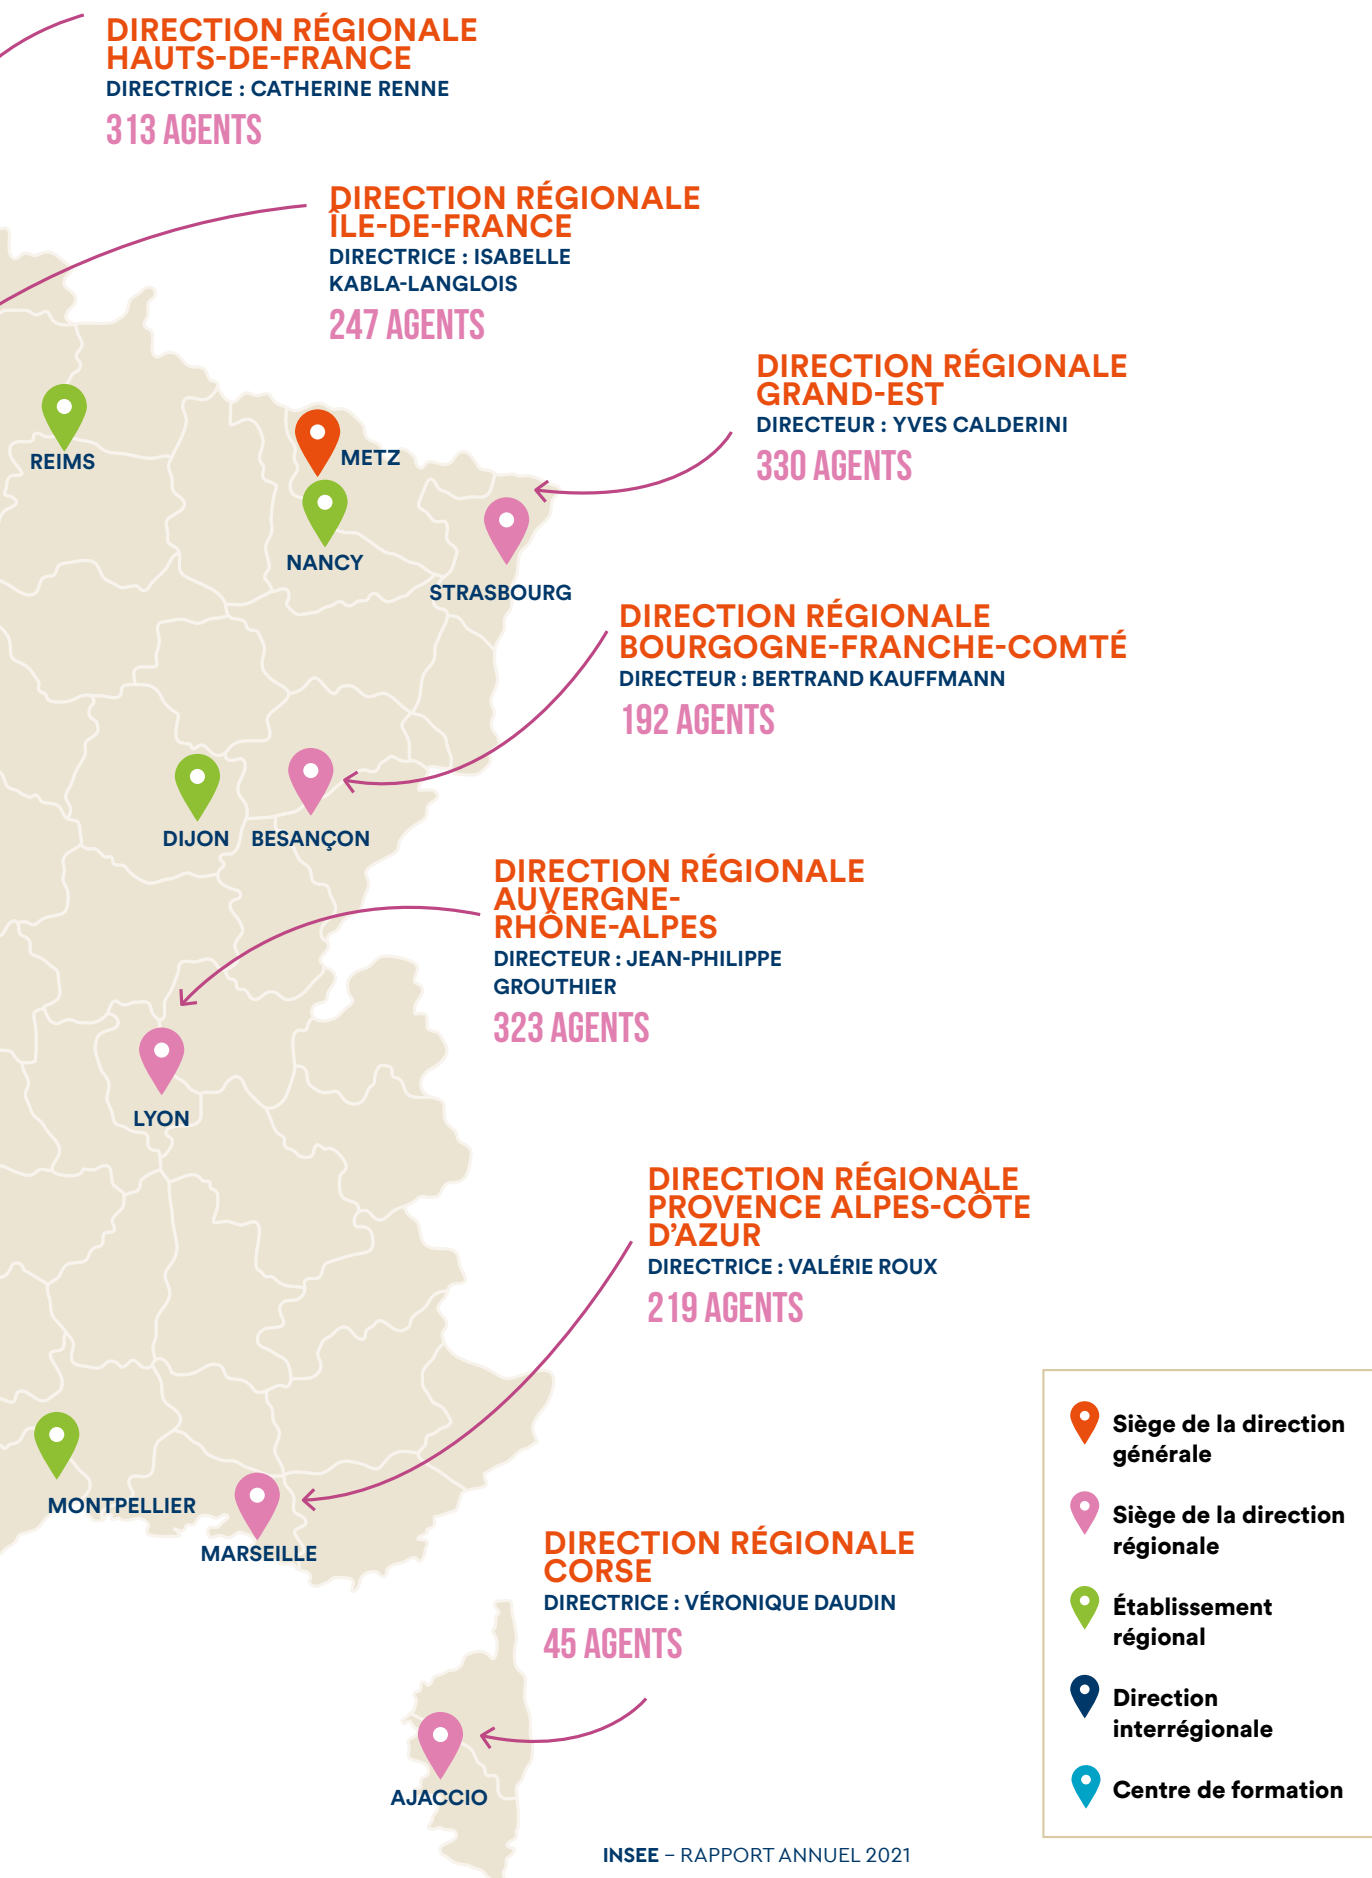 DIRECTION RÉGIONALE
HAUTS-DE-FRANCE
DIRECTRICE : CATHERINE RENNE
313 AGENTS
DIRECTION RÉGIONALE
ÎLE-DE-FRANCE
DIRECTRICE : ISABELLE
KABLA-LANGLOIS
247 AGENTS
DIRECTION RÉGIONALE
GRAND-EST
DIRECTEUR : YVES CALDERINI
330 AGENTS
REIMS
METZ
NANCY
STRASBOURG
DIRECTION RÉGIONALE
BOURGOGNE-FRANCHE-COMTÉ
DIRECTEUR : BERTRAND KAUFFMANN
192 AGENTS
DIJON
BESANÇON
DIRECTION RÉGIONALE
AUVERGNE-
RHÔNE-ALPES
DIRECTEUR : JEAN-PHILIPPE
GROUTHIER
323 AGENTS
LYON
DIRECTION RÉGIONALE
PROVENCE ALPES-CÔTE
D’AZUR
DIRECTRICE : VALÉRIE ROUX
219 AGENTS
MONTPELLIER
MARSEILLE
DIRECTION RÉGIONALE
CORSE
DIRECTRICE : VÉRONIQUE DAUDIN
45 AGENTS
AJACCIO
Siège de la direction
générale
Siège de la direction
régionale
Établissement
régional
Direction
interrégionale
Centre de formation
INSEE – RAPPORT ANNUEL 2021